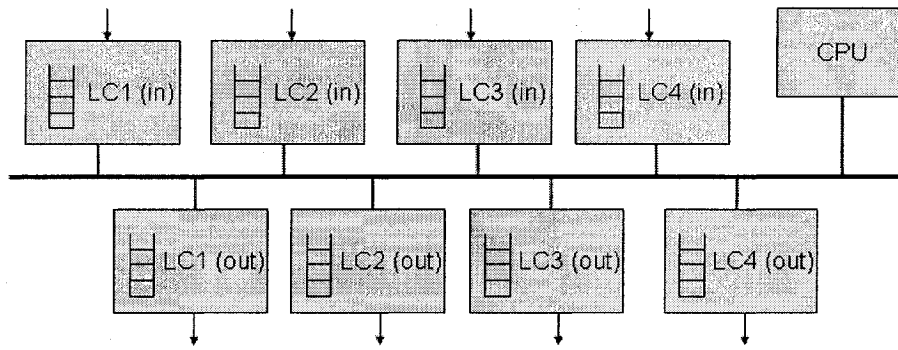 LC1 (in)
LC2 (in)
LC3 (in)
LC4 (in)
CPU
LC1 (out)
LC2 (out)
LC3 (out)
LC4 (out)